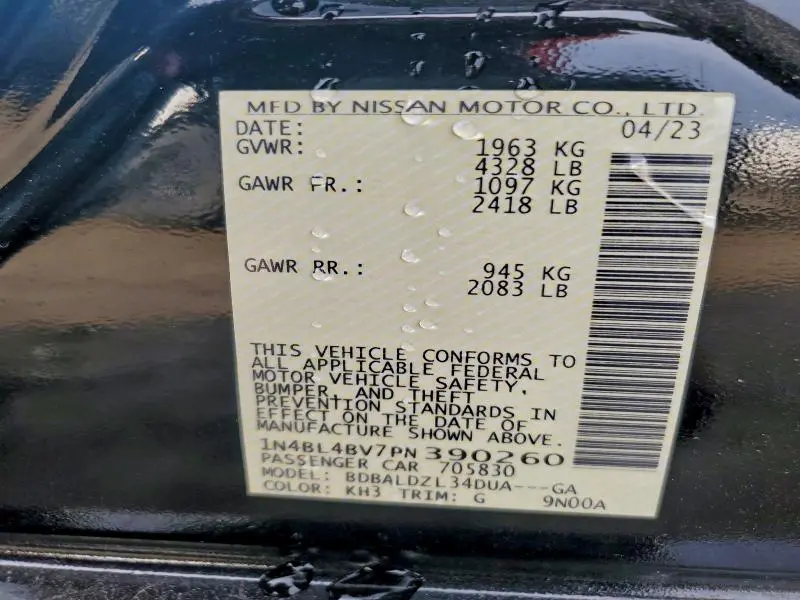 MFD BY NISSAN MOTOR CO., LTD.
DATE: 04/23
GVWR: 1963 KG
4328 LB
GAWR FR.: 1097 KG
2418 LB
GAWR RR.: 945 KG
2083 LB
THIS VEHICLE CONFORMS TO
ALL APPLICABLE FEDERAL
MOTOR VEHICLE SAFETY,
BUMPER, AND THEFT
PREVENTION STANDARDS IN
EFFECT ON THE DATE OF
MANUFACTURE SHOWN ABOVE.
1N4BL4BV7PN390260
PASSENGER CAR 705830
MODEL: BDBALDZL34DUA---GA
COLOR: KH3 TRIM: G 9N00A